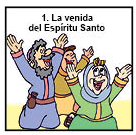 1. La venida
del Espíritu Santo